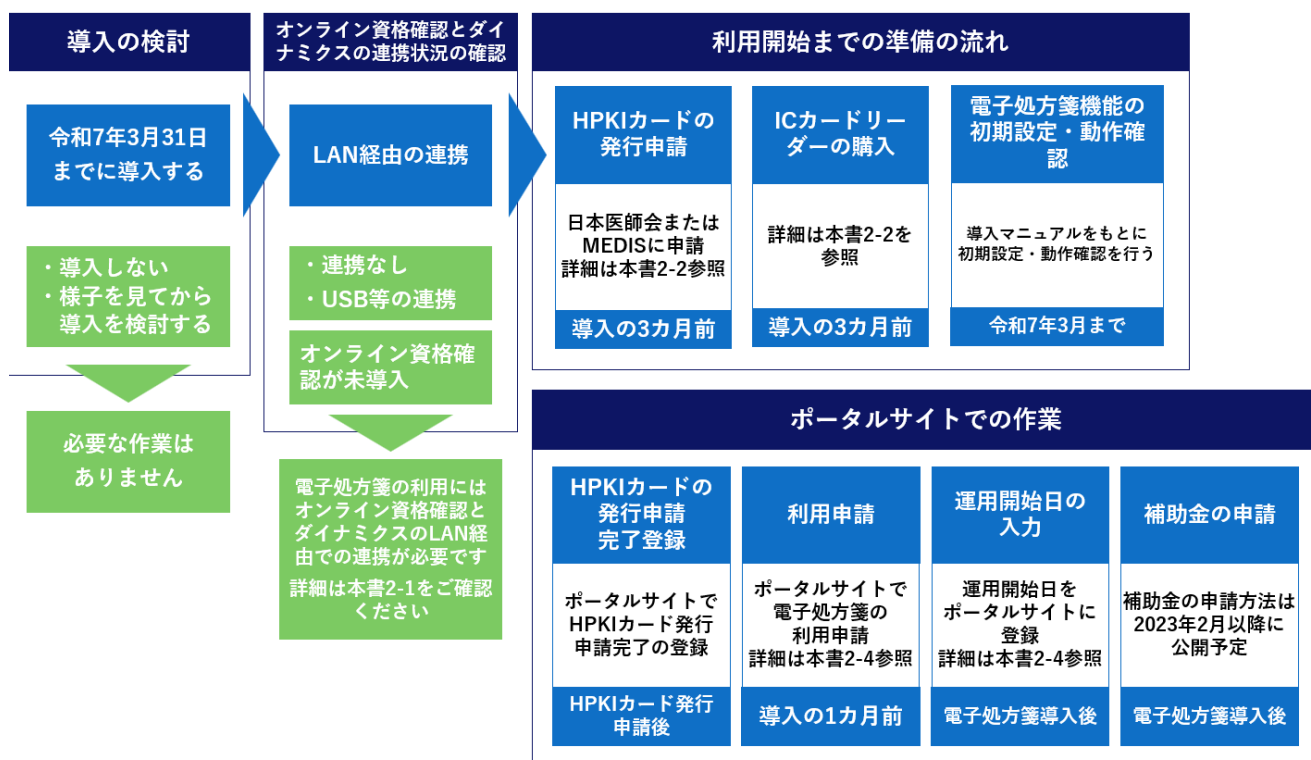 導入の検討
令和7年3月31日
までに導入する
・導入しない
・様子を見てから
導入を検討する
必要な作業は
ありません
オンライン資格確認とダイ
ナミクスの連携状況の確認
LAN経由の連携
・連携なし
・USB等の連携
オンライン資格確
認が未導入
電子処方箋の利用には
オンライン資格確認と
ダイナミクスのLAN経
由での連携が必要です
詳細は本書2-1をご確認
ください
利用開始までの準備の流れ
HPKIカードの
発行申請
日本医師会または
MEDISに申請
詳細は本書2-2参照
導入の3カ月前
ICカードリー
ダーの購入
詳細は本書2-2を
参照
導入の3カ月前
電子処方箋機能の
初期設定・動作確
認
導入マニュアルをもとに
初期設定・動作確認を行う
令和7年3月まで
ポータルサイトでの作業
HPKIカードの
発行申請
完了登録
ポータルサイトで
HPKIカード発行
申請完了の登録
HPKIカード発行
申請後
利用申請
ポータルサイトで
電子処方箋の
利用申請
詳細は本書2-4参照
導入の1カ月前
運用開始日の
入力
運用開始日を
ポータルサイトに
登録
詳細は本書2-4参照
電子処方箋導入後
補助金の申請
補助金の申請方法は
2023年2月以降に
公開予定
電子処方箋導入後